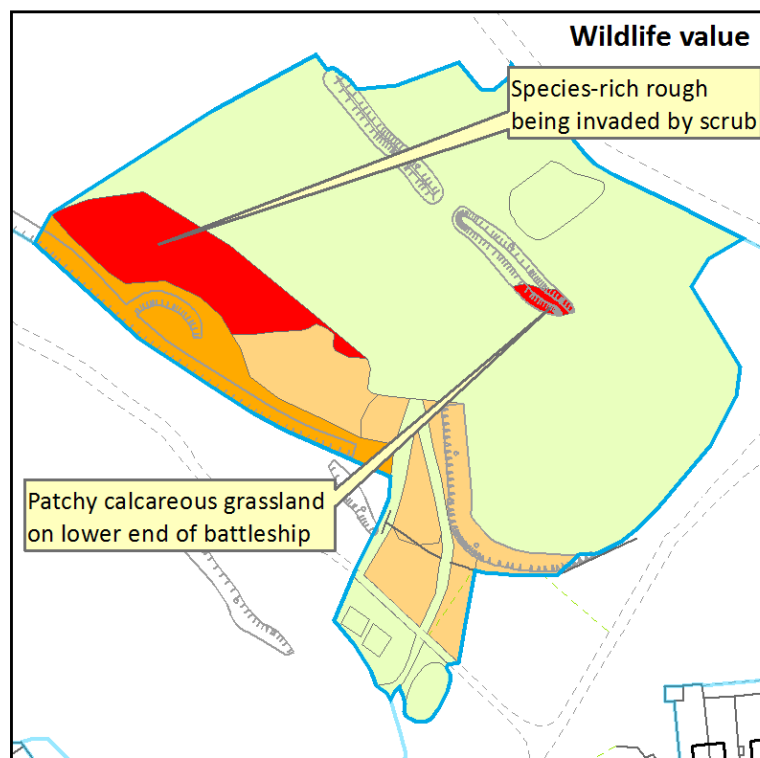 Wildlife value
Species-rich rough
being invaded by scrub
Patchy calcareous grassland
on lower end of battleship